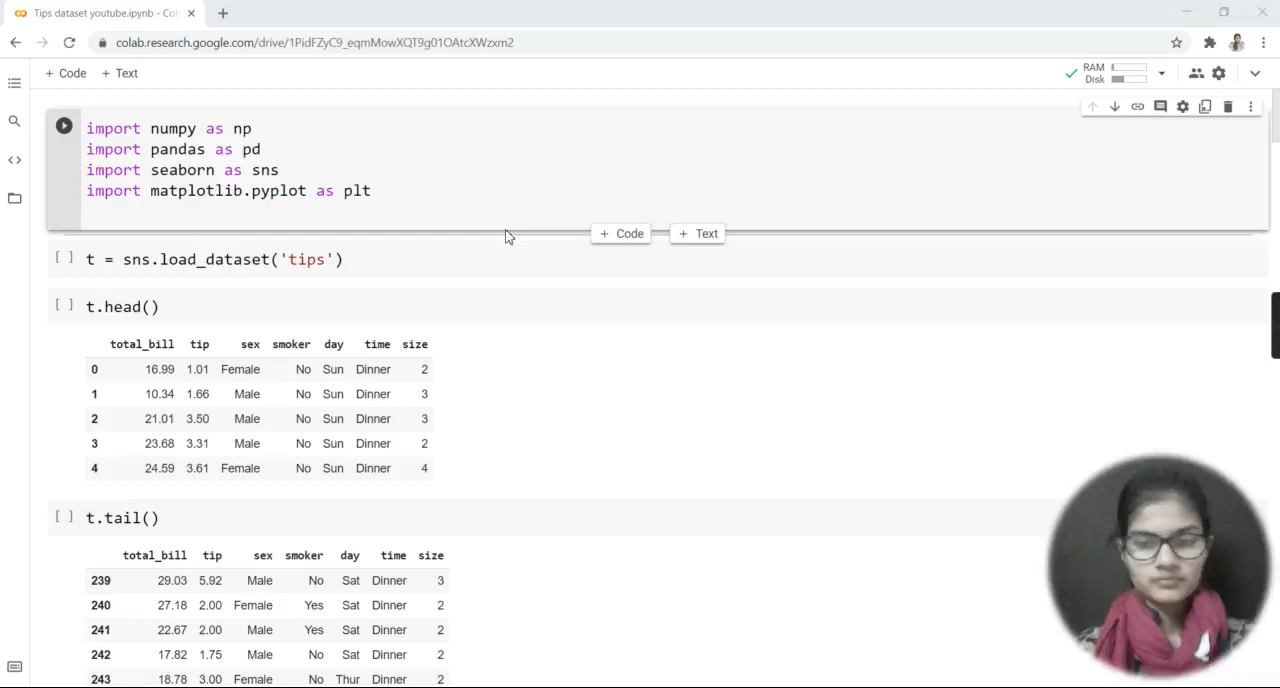 Tips dataset youtube.ipynb - Col
colab.research.google.com/drive/1PidFZyC9_eqmMowXQT9g01OAtcXWzxm2
+ Code + Text
RAM
Disk
import numpy as np
import pandas as pd
import seaborn as sns
import matplotlib.pyplot as plt
+ Code + Text
[ ] t = sns.load_dataset('tips')
[ ] t.head()
total_bill tip sex smoker day time size
0 16.99 1.01 Female No Sun Dinner 2
1 10.34 1.66 Male No Sun Dinner 3
2 21.01 3.50 Male No Sun Dinner 3
3 23.68 3.31 Male No Sun Dinner 2
4 24.59 3.61 Female No Sun Dinner 4
[ ] t.tail()
total_bill tip sex smoker day time size
239 29.03 5.92 Male No Sat Dinner 3
240 27.18 2.00 Female Yes Sat Dinner 2
241 22.67 2.00 Male Yes Sat Dinner 2
242 17.82 1.75 Male No Sat Dinner 2
243 18.78 3.00 Female No Thur Dinner 2